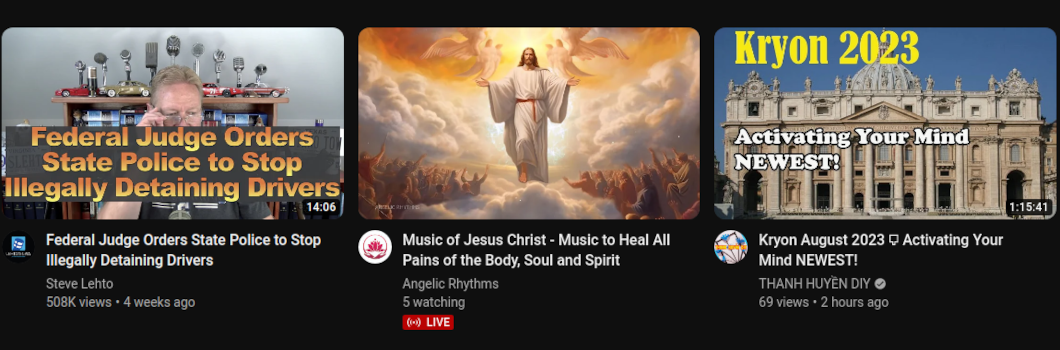 Federal Judge Orders
State Police to Stop
Illegally Detaining Drivers
14:06
Federal Judge Orders State Police to Stop
Illegally Detaining Drivers
Steve Lehto
508K views • 4 weeks ago
Music of Jesus Christ - Music to Heal All
Pains of the Body, Soul and Spirit
Angelic Rhythms
5 watching
LIVE
Kryon 2023
Activating Your Mind
NEWEST!
1:15:41
Kryon August 2023 Activating Your
Mind NEWEST!
THANH HUYỀN DIY
69 views • 2 hours ago